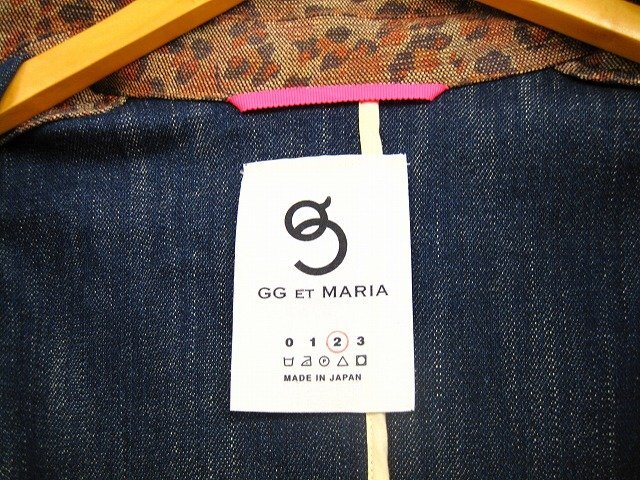 g
GG ET MARIA
0 1 2 3
P
MADE IN JAPAN